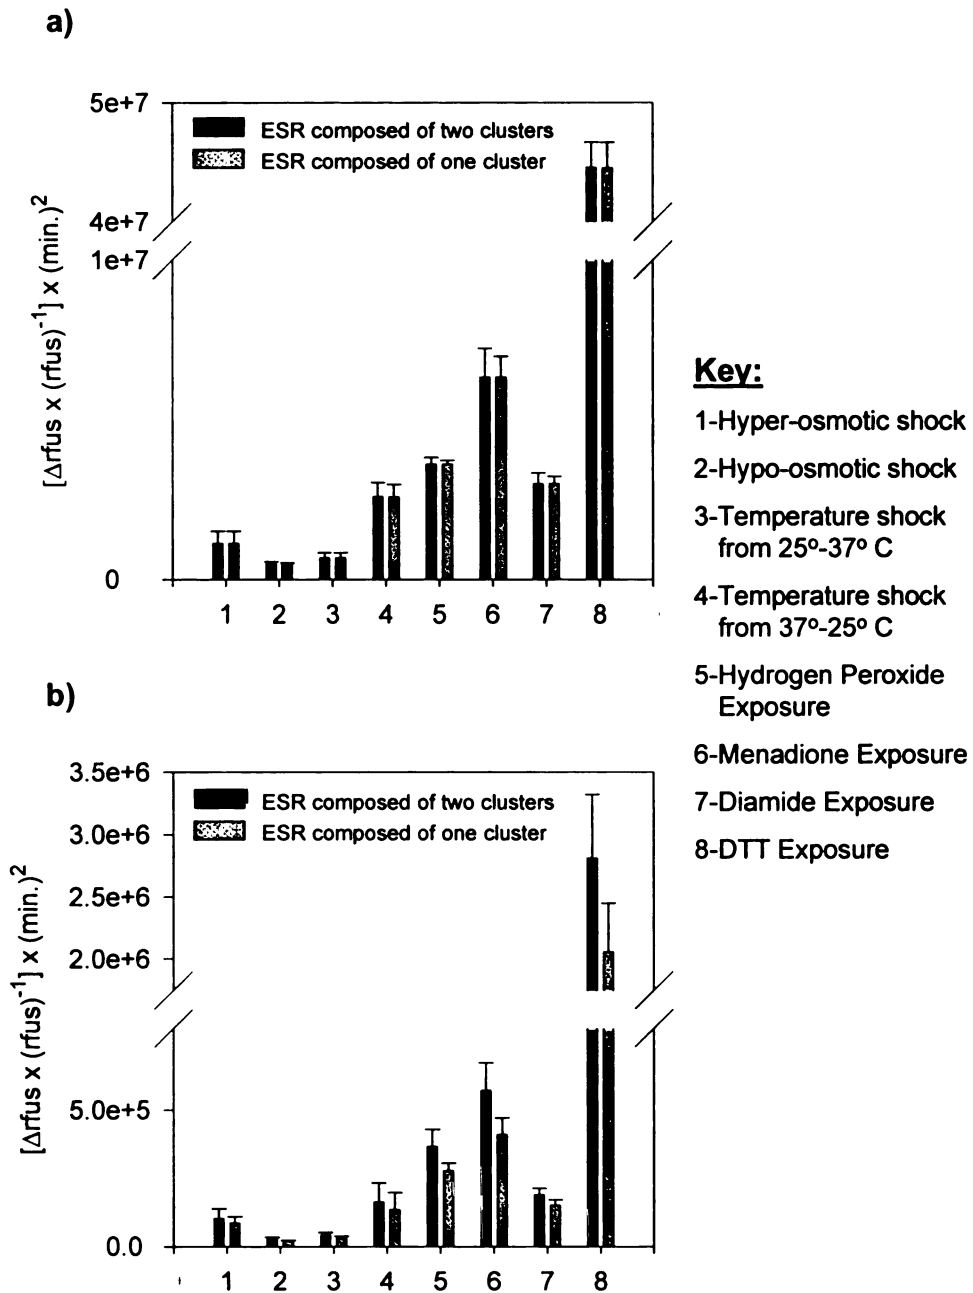 a)
5e+7
ESR composed of two clusters
ESR composed of one cluster
4e+7
1e+7
[Δrfus x (rfus)-1] x (min.)2
0
1 2 3 4 5 6 7 8
Key:
1-Hyper-osmotic shock
2-Hypo-osmotic shock
3-Temperature shock
from 25º-37º C
4-Temperature shock
from 37º-25º C
5-Hydrogen Peroxide
Exposure
6-Menadione Exposure
7-Diamide Exposure
8-DTT Exposure
b)
3.5e+6
ESR composed of two clusters
3.0e+6
ESR composed of one cluster
2.5e+6
2.0e+6
[Δrfus x (rfus)-1] x (min.)2
5.0e+5
0.0
1 2 3 4 5 6 7 8